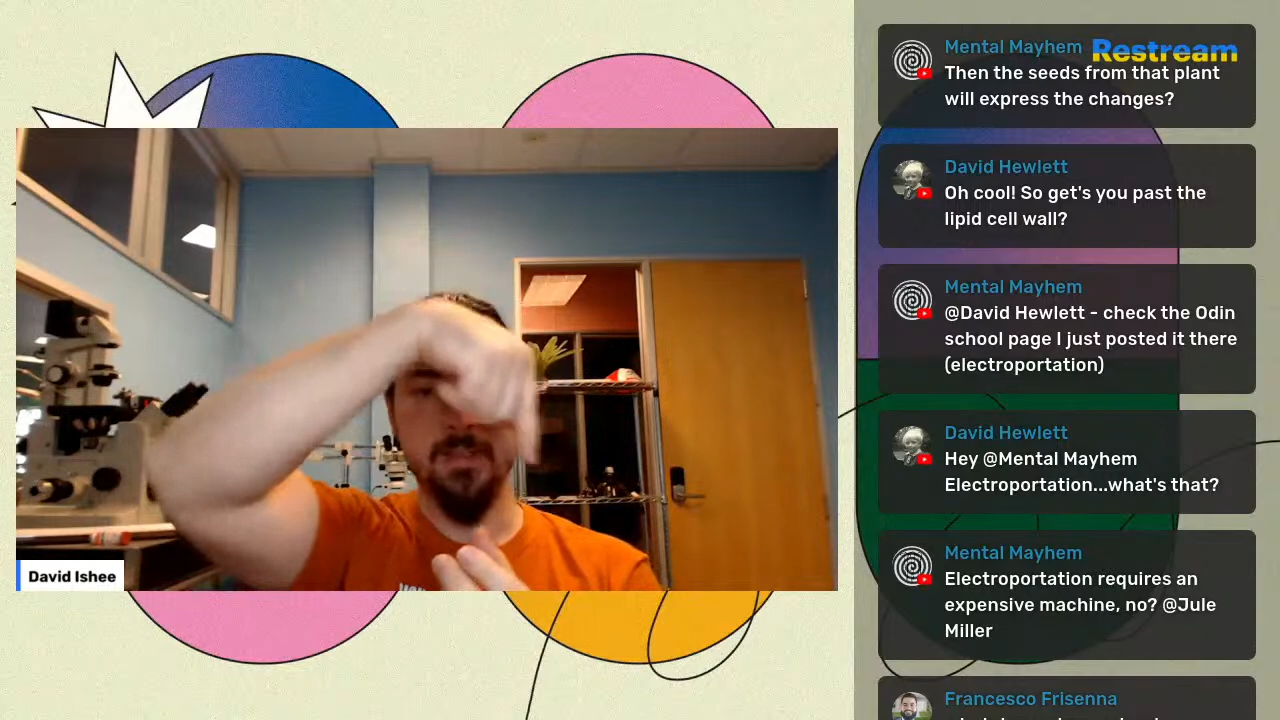 Mental Mayhem
Restream
Then the seeds from that plant
will express the changes?
David Hewlett
Oh cool! So get's you past the
lipid cell wall?
Mental Mayhem
@David Hewlett - check the Odin
school page I just posted it there
(electroportation)
David Hewlett
Hey @Mental Mayhem
Electroportation...what's that?
Mental Mayhem
Electroportation requires an
expensive machine, no? @Jule
Miller
Francesco Frisenna
David Ishee